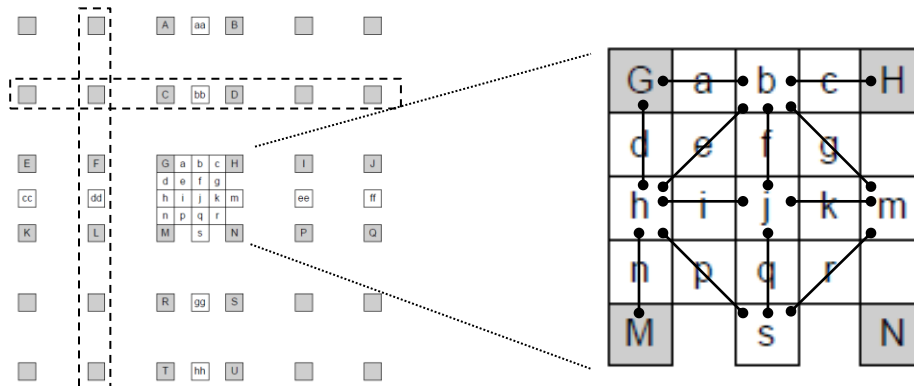 A aa B
C bb D
E F G a b c H I J
d e f g
cc dd h i j k m ee ff
n p q r
K L M s N P Q
R gg S
T hh U
G a b c H
d e f g
h i j k m
n p q r
M s N